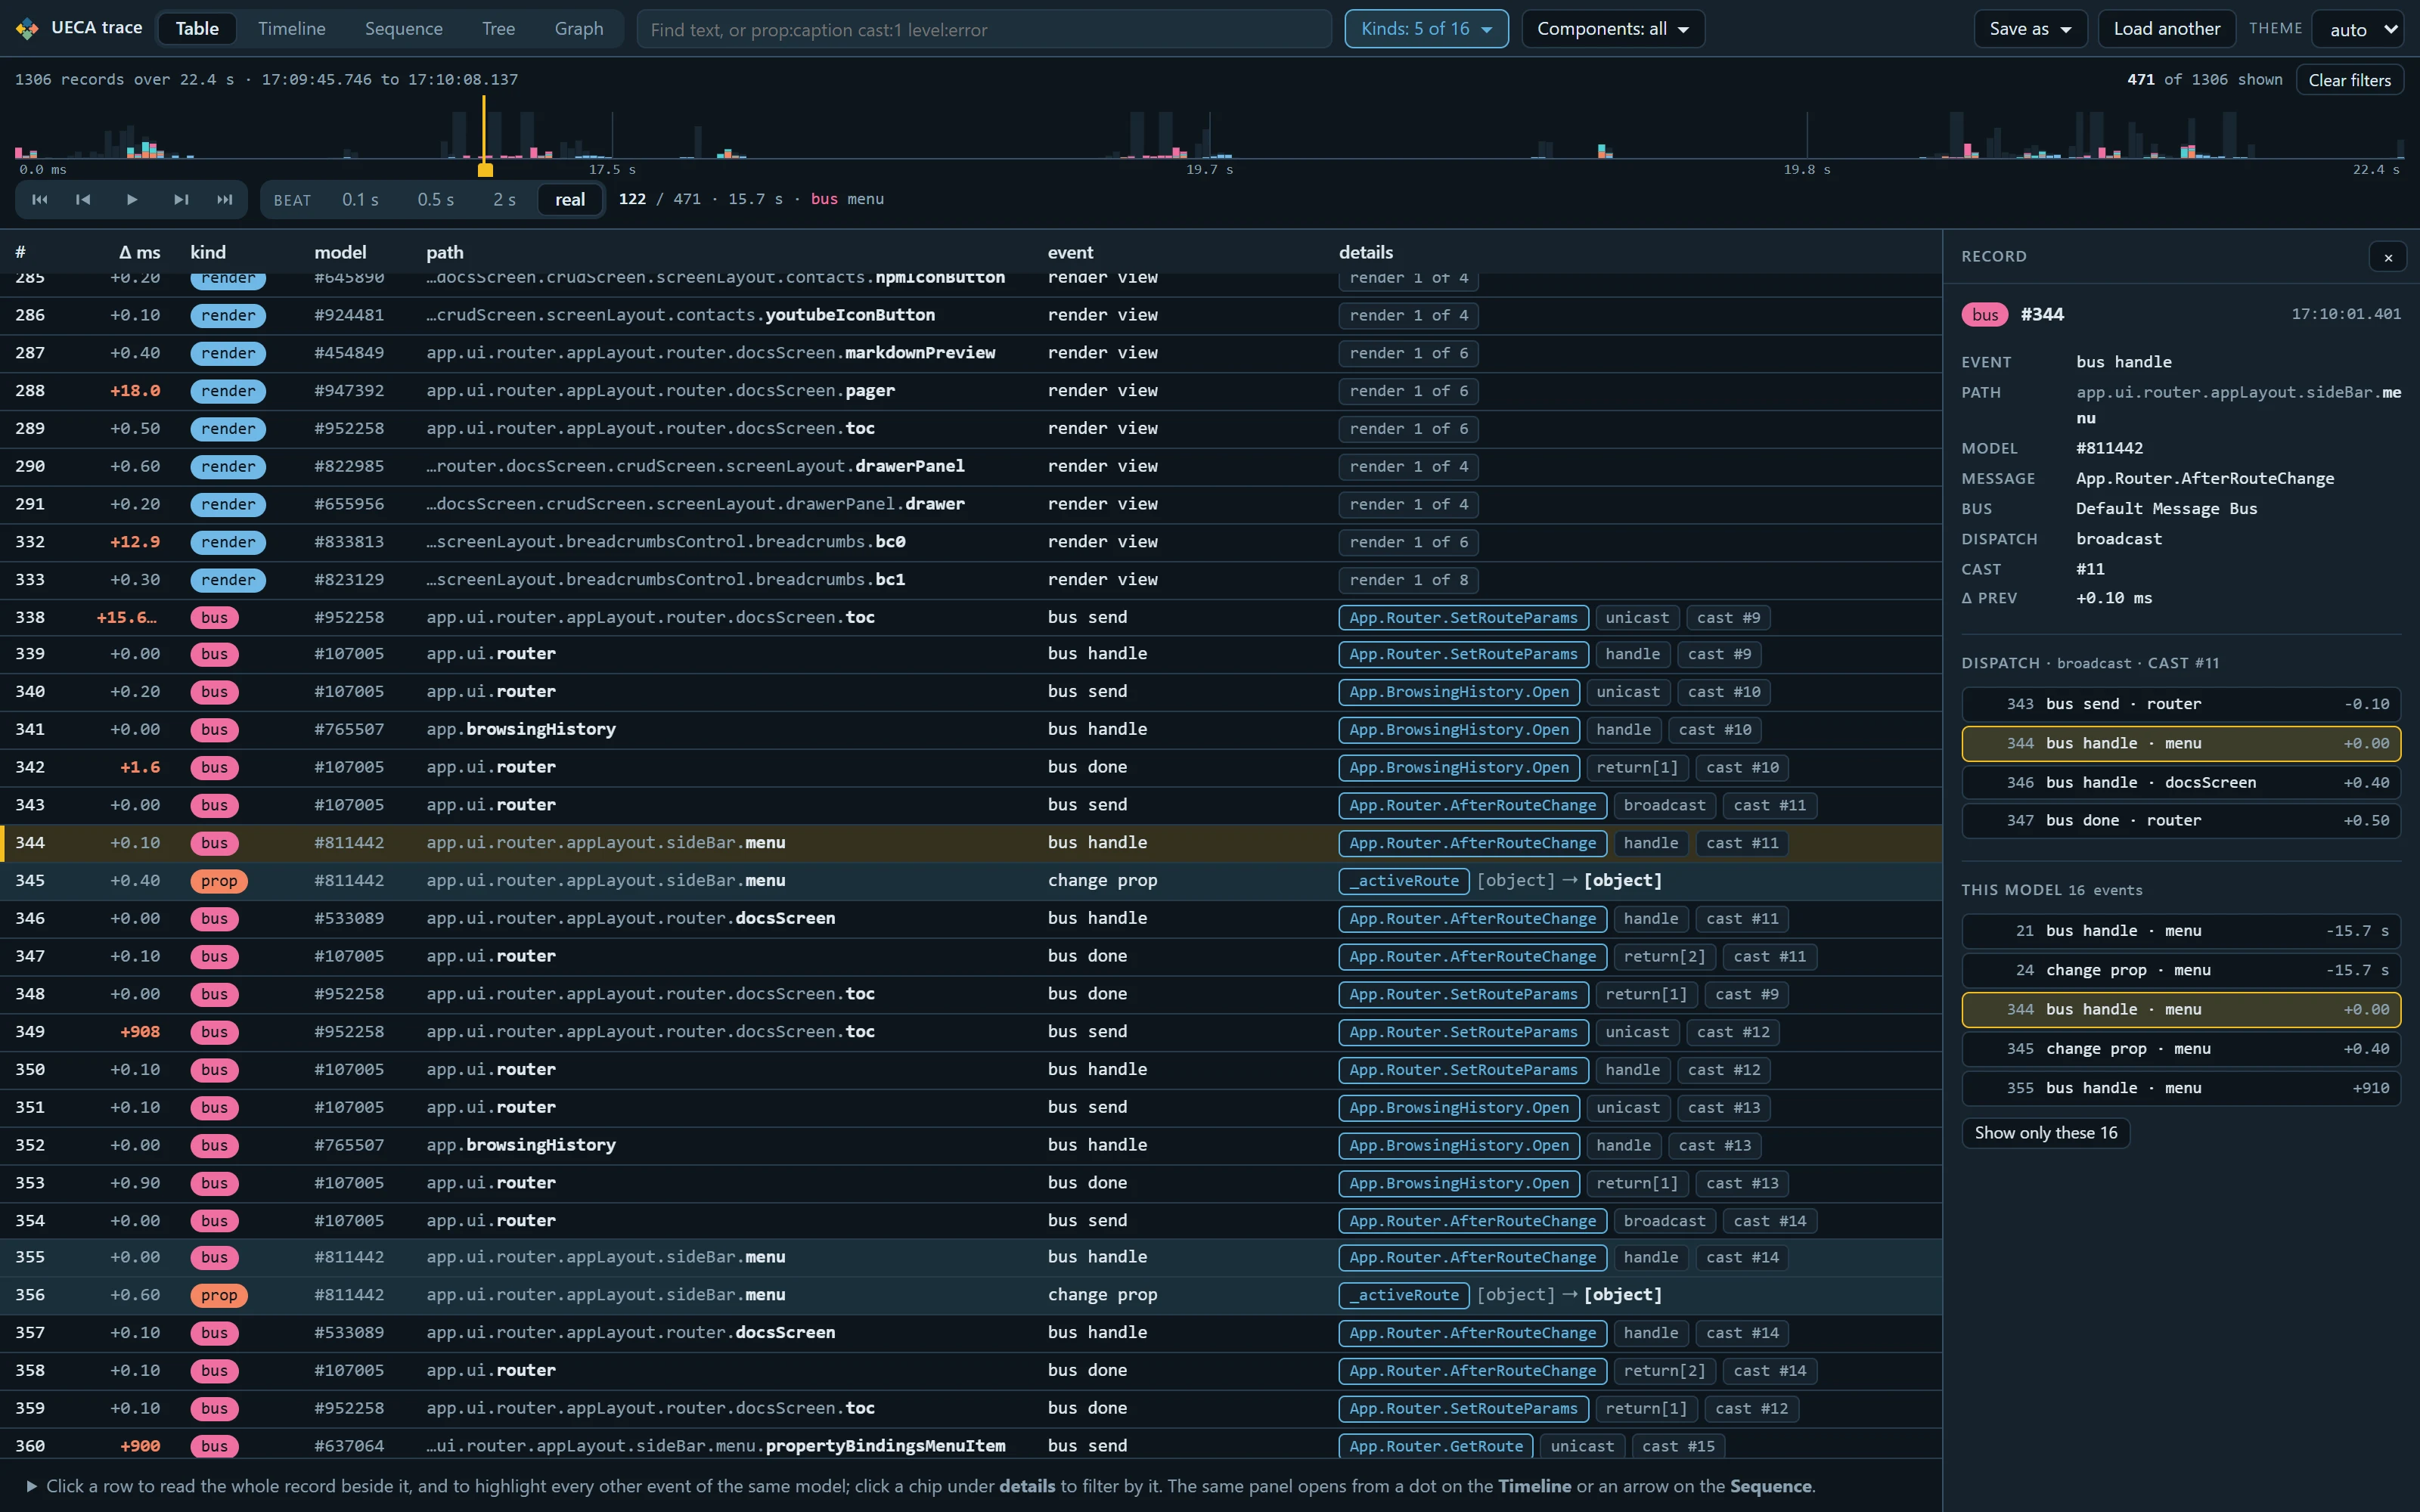 UECA trace Table Timeline Sequence Tree Graph Find text, or prop:caption cast:1 level:error Kinds: 5 of 16 Components: all Save as Load another THEME auto
1306 records over 22.4 s · 17:09:45.746 to 17:10:08.137 471 of 1306 shown Clear filters
0.0 ms 17.5 s 19.7 s 19.8 s 22.4 s
BEAT 0.1 s 0.5 s 2 s real 122 / 471 · 15.7 s · bus menu
# Δ ms kind model path event details
285 +0.20 render #645890 …docsScreen.crudScreen.screenLayout.contacts.npmIconButton render view render 1 of 4
286 +0.10 render #924481 …crudScreen.screenLayout.contacts.youtubeIconButton render view render 1 of 4
287 +0.40 render #454849 app.ui.router.appLayout.router.docsScreen.markdownPreview render view render 1 of 6
288 +18.0 render #947392 app.ui.router.appLayout.router.docsScreen.pager render view render 1 of 6
289 +0.50 render #952258 app.ui.router.appLayout.router.docsScreen.toc render view render 1 of 6
290 +0.60 render #822985 …router.docsScreen.crudScreen.screenLayout.drawerPanel render view render 1 of 4
291 +0.20 render #655956 …docsScreen.crudScreen.screenLayout.drawerPanel.drawer render view render 1 of 4
332 +12.9 render #833813 …screenLayout.breadcrumbsControl.breadcrumbs.bc0 render view render 1 of 6
333 +0.30 render #823129 …screenLayout.breadcrumbsControl.breadcrumbs.bc1 render view render 1 of 8
338 +15.6… bus #952258 app.ui.router.appLayout.router.docsScreen.toc bus send App.Router.SetRouteParams unicast cast #9
339 +0.00 bus #107005 app.ui.router bus handle App.Router.SetRouteParams handle cast #9
340 +0.20 bus #107005 app.ui.router bus send App.BrowsingHistory.Open unicast cast #10
341 +0.00 bus #765507 app.browsingHistory bus handle App.BrowsingHistory.Open handle cast #10
342 +1.6 bus #107005 app.ui.router bus done App.BrowsingHistory.Open return[1] cast #10
343 +0.00 bus #107005 app.ui.router bus send App.Router.AfterRouteChange broadcast cast #11
344 +0.10 bus #811442 app.ui.router.appLayout.sideBar.menu bus handle App.Router.AfterRouteChange handle cast #11
345 +0.40 prop #811442 app.ui.router.appLayout.sideBar.menu change prop _activeRoute [object] → [object]
346 +0.00 bus #533089 app.ui.router.appLayout.router.docsScreen bus handle App.Router.AfterRouteChange handle cast #11
347 +0.10 bus #107005 app.ui.router bus done App.Router.AfterRouteChange return[2] cast #11
348 +0.00 bus #952258 app.ui.router.appLayout.router.docsScreen.toc bus done App.Router.SetRouteParams return[1] cast #9
349 +908 bus #952258 app.ui.router.appLayout.router.docsScreen.toc bus send App.Router.SetRouteParams unicast cast #12
350 +0.10 bus #107005 app.ui.router bus handle App.Router.SetRouteParams handle cast #12
351 +0.10 bus #107005 app.ui.router bus send App.BrowsingHistory.Open unicast cast #13
352 +0.00 bus #765507 app.browsingHistory bus handle App.BrowsingHistory.Open handle cast #13
353 +0.90 bus #107005 app.ui.router bus done App.BrowsingHistory.Open return[1] cast #13
354 +0.00 bus #107005 app.ui.router bus send App.Router.AfterRouteChange broadcast cast #14
355 +0.00 bus #811442 app.ui.router.appLayout.sideBar.menu bus handle App.Router.AfterRouteChange handle cast #14
356 +0.60 prop #811442 app.ui.router.appLayout.sideBar.menu change prop _activeRoute [object] → [object]
357 +0.10 bus #533089 app.ui.router.appLayout.router.docsScreen bus handle App.Router.AfterRouteChange handle cast #14
358 +0.10 bus #107005 app.ui.router bus done App.Router.AfterRouteChange return[2] cast #14
359 +0.10 bus #952258 app.ui.router.appLayout.router.docsScreen.toc bus done App.Router.SetRouteParams return[1] cast #12
360 +900 bus #637064 …ui.router.appLayout.sideBar.menu.propertyBindingsMenuItem bus send App.Router.GetRoute unicast cast #15
Click a row to read the whole record beside it, and to highlight every other event of the same model; click a chip under details to filter by it. The same panel opens from a dot on the Timeline or an arrow on the Sequence.
RECORD ×
bus #344 17:10:01.401
EVENT bus handle
PATH app.ui.router.appLayout.sideBar.me
nu
MODEL #811442
MESSAGE App.Router.AfterRouteChange
BUS Default Message Bus
DISPATCH broadcast
CAST #11
Δ PREV +0.10 ms
DISPATCH · broadcast · CAST #11
343 bus send · router -0.10
344 bus handle · menu +0.00
346 bus handle · docsScreen +0.40
347 bus done · router +0.50
THIS MODEL 16 events
21 bus handle · menu -15.7 s
24 change prop · menu -15.7 s
344 bus handle · menu +0.00
345 change prop · menu +0.40
355 bus handle · menu +910
Show only these 16